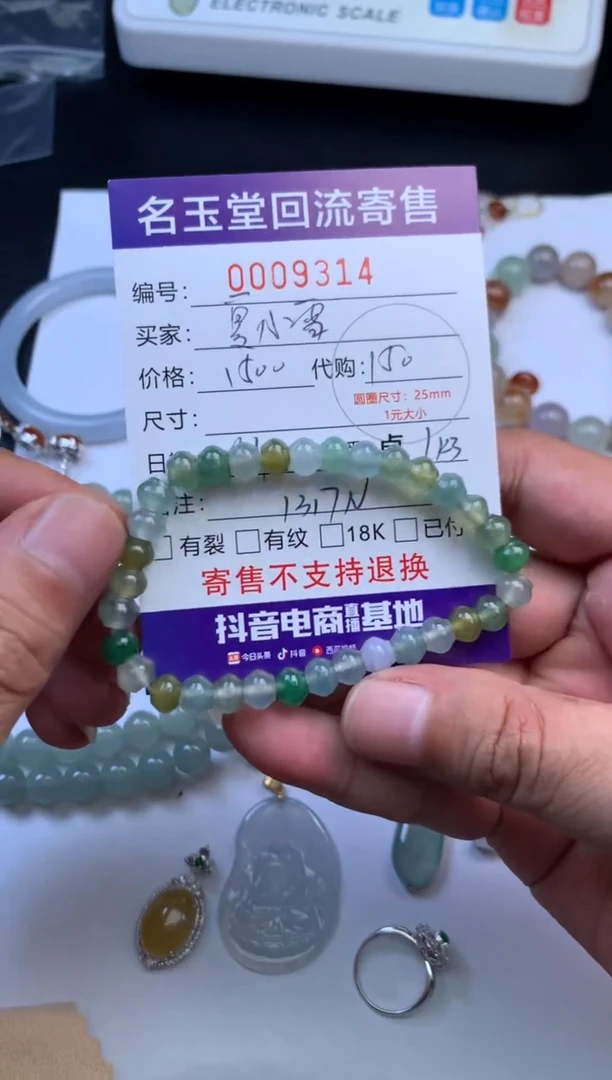 ELECTRONIC SCALE
名玉堂回流寄售
编号: 0009314
买家:
价格: 1500 代购: 150
圆圈尺寸: 25mm
1元大小
尺寸:
注:
有裂 有纹 18K 已付
寄售不支持退换
抖音电商直播基地
今日头条 抖音